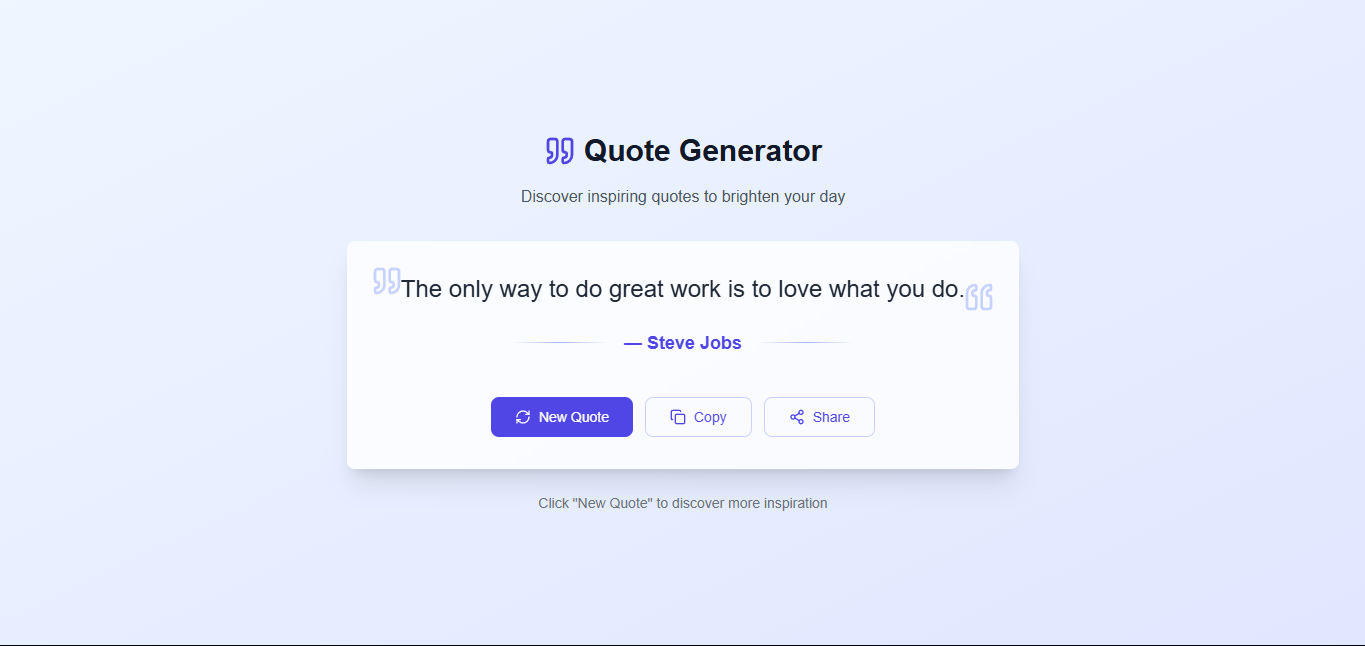 Quote Generator
Discover inspiring quotes to brighten your day
The only way to do great work is to love what you do.
— Steve Jobs
New Quote
Copy
Share
Click "New Quote" to discover more inspiration